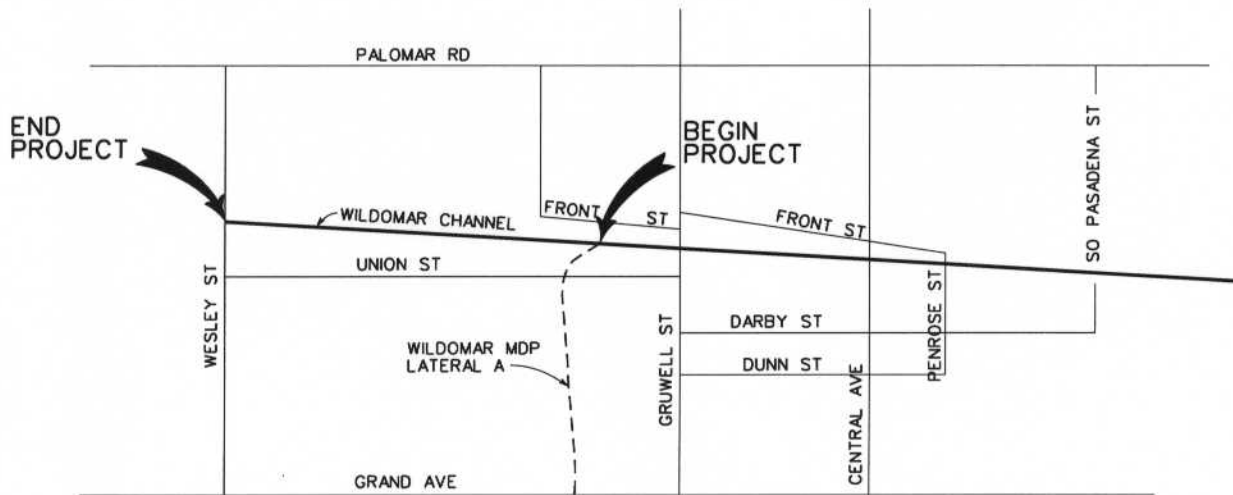 PALOMAR RD
END
PROJECT
BEGIN
PROJECT
SO PASADENA ST
FRONT ST
FRONT ST
WILDOMAR CHANNEL
UNION ST
WESLEY ST
PENROSE ST
DARBY ST
WILDOMAR MDP
LATERAL A
GRUWELL ST
DUNN ST
CENTRAL AVE
GRAND AVE